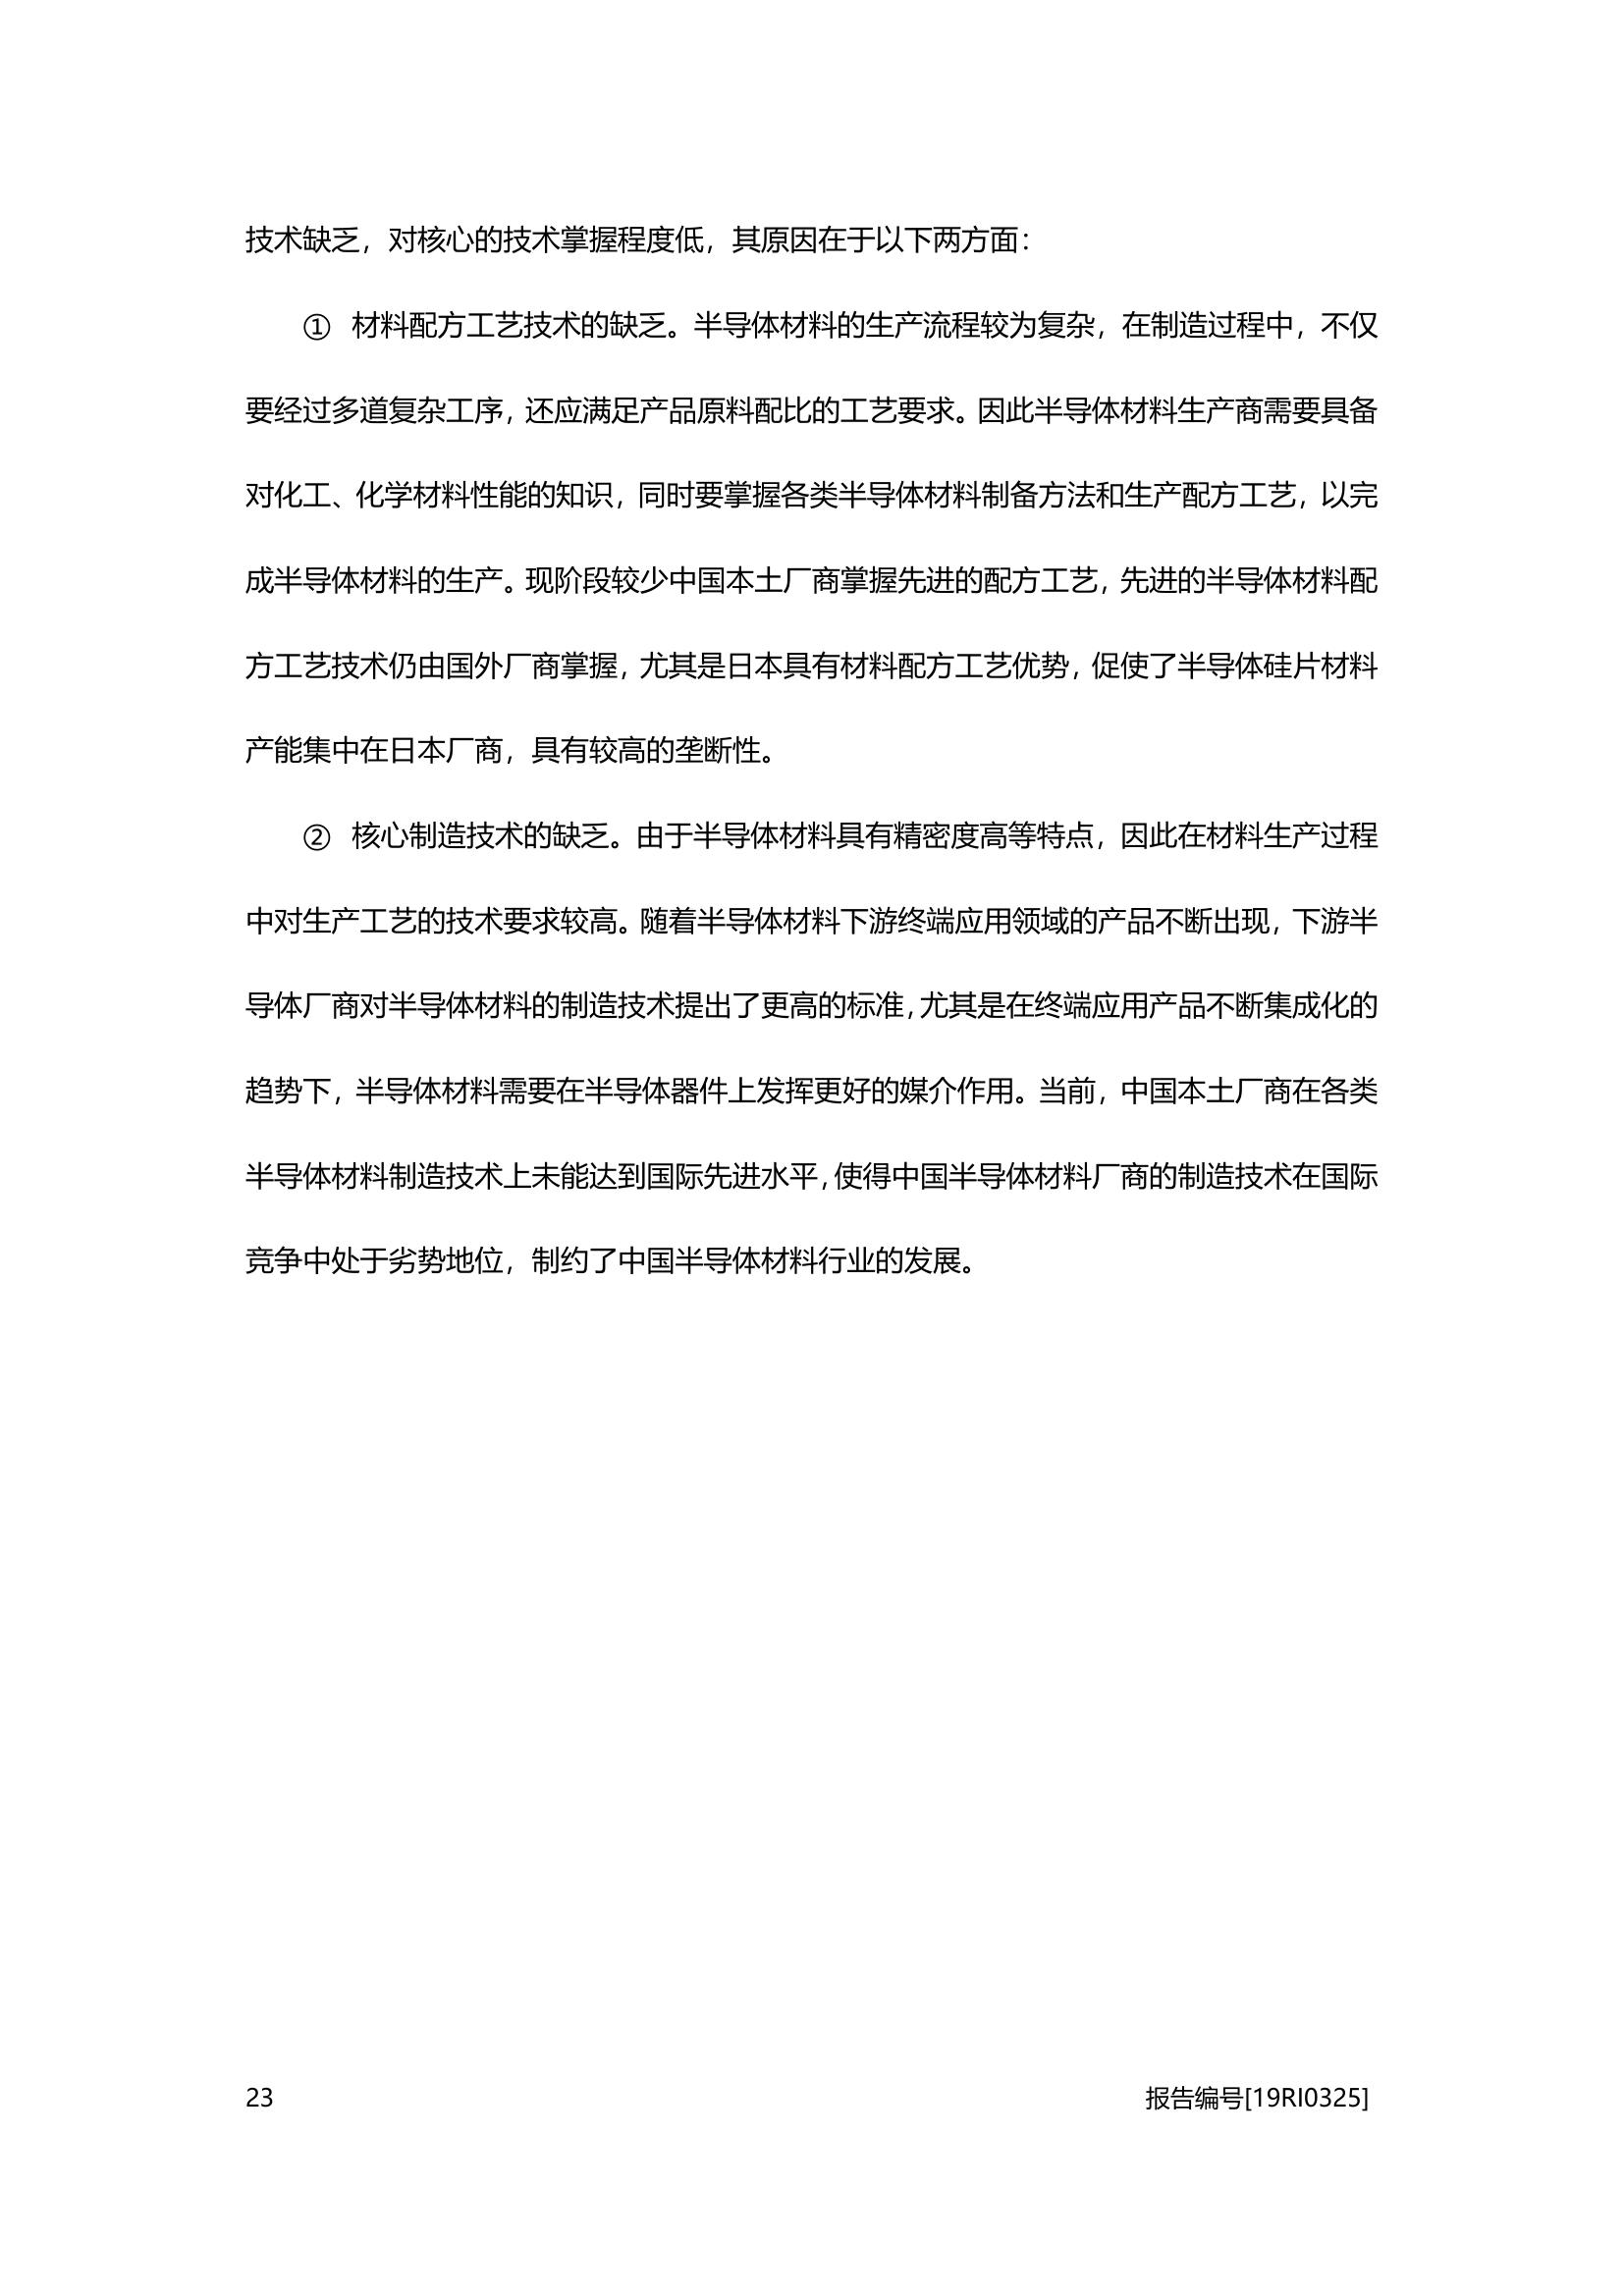 技术缺乏，对核心的技术掌握程度低，其原因在于以下两方面：
① 材料配方工艺技术的缺乏。半导体材料的生产流程较为复杂，在制造过程中，不仅
要经过多道复杂工序，还应满足产品原料配比的工艺要求。因此半导体材料生产商需要具备
对化工、化学材料性能的知识，同时要掌握各类半导体材料制备方法和生产配方工艺，以完
成半导体材料的生产。现阶段较少中国本土厂商掌握先进的配方工艺，先进的半导体材料配
方工艺技术仍由国外厂商掌握，尤其是日本具有材料配方工艺优势，促使了半导体硅片材料
产能集中在日本厂商，具有较高的垄断性。
② 核心制造技术的缺乏。由于半导体材料具有精密度高等特点，因此在材料生产过程
中对生产工艺的技术要求较高。随着半导体材料下游终端应用领域的产品不断出现，下游半
导体厂商对半导体材料的制造技术提出了更高的标准，尤其是在终端应用产品不断集成化的
趋势下，半导体材料需要在半导体器件上发挥更好的媒介作用。当前，中国本土厂商在各类
半导体材料制造技术上未能达到国际先进水平，使得中国半导体材料厂商的制造技术在国际
竞争中处于劣势地位，制约了中国半导体材料行业的发展。
23 报告编号[19RI0325]